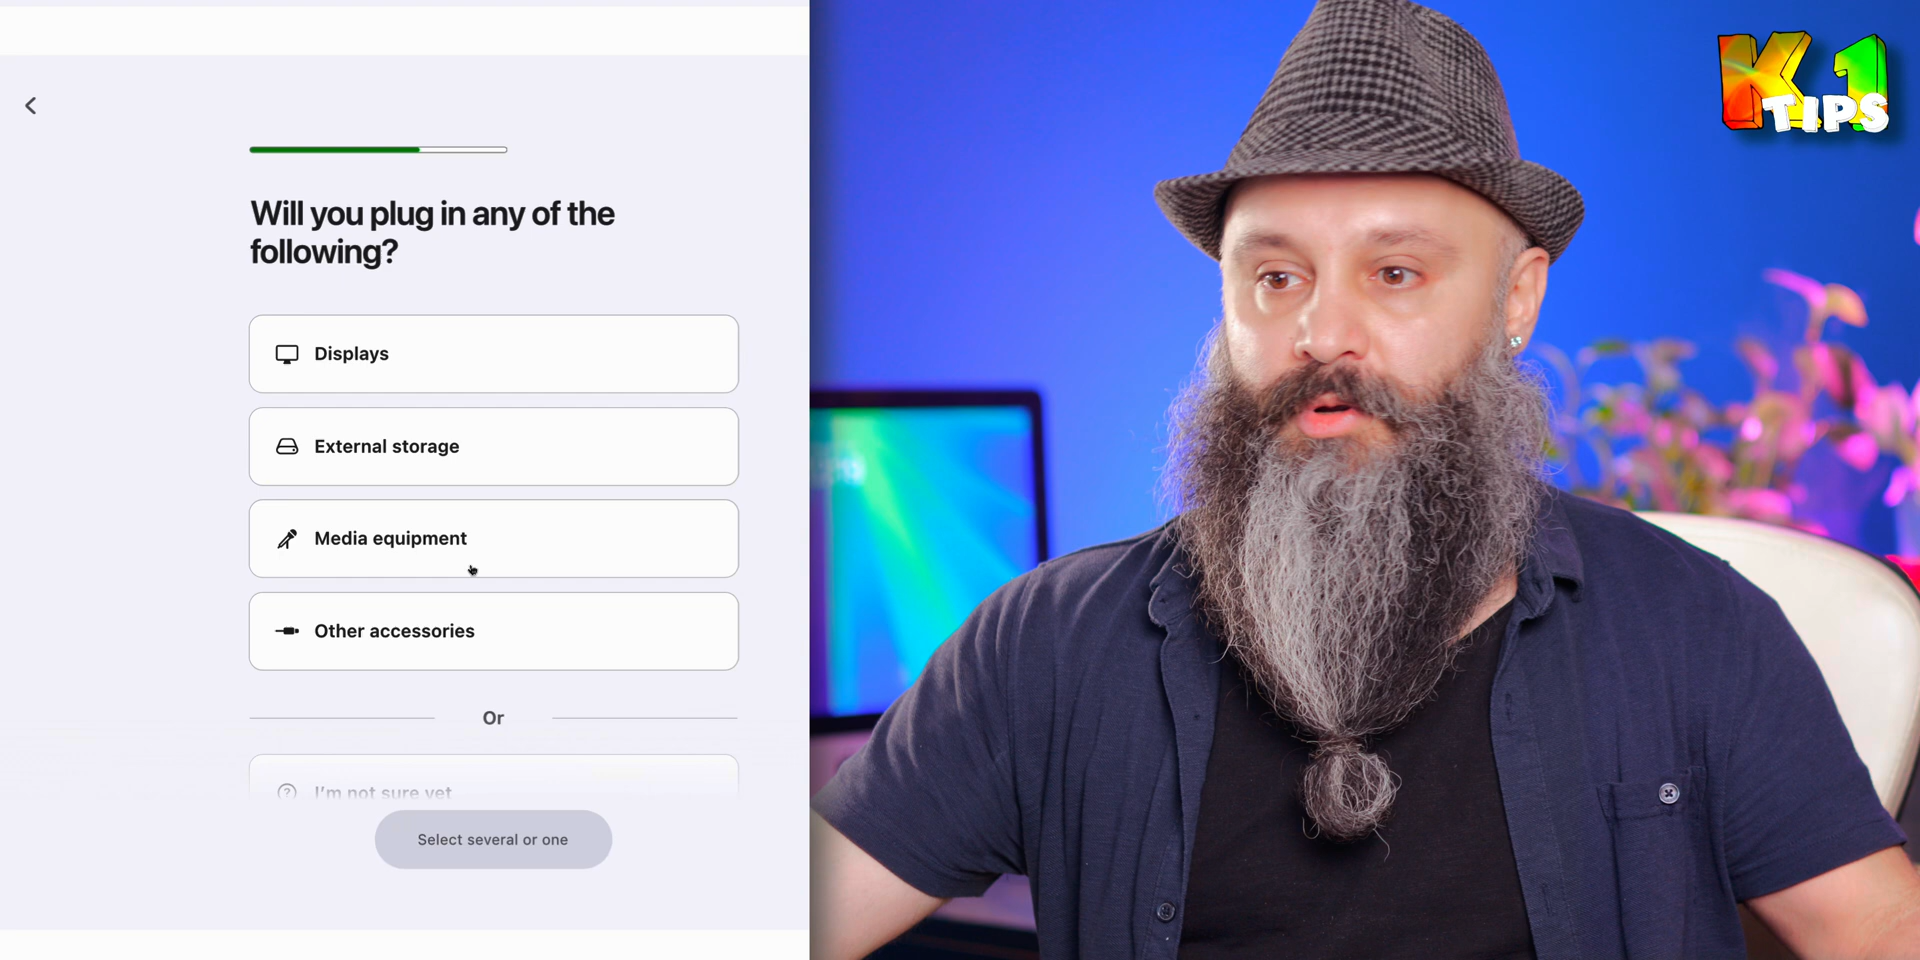 Will you plug in any of the
following?
Displays
External storage
Media equipment
Other accessories
Or
I'm not sure yet
Select several or one
K1
TIPS